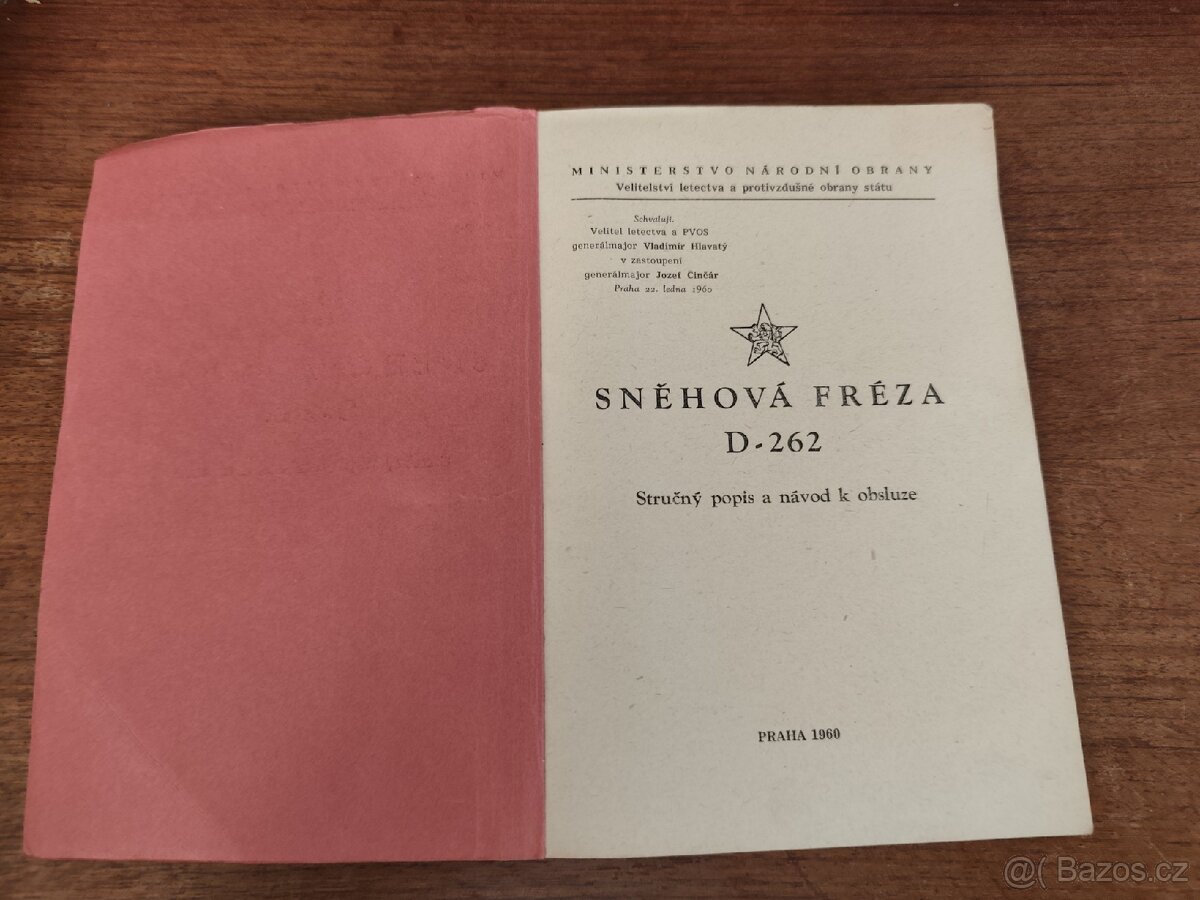 MINISTERSTVO NÁRODNÍ OBRANY
Velitelství letectva a protivzdušné obrany státu
Schvaluji.
Velitel letectva a PVOS
generálmajor Vladimír Hlavatý
v zastoupení
generálmajor Jozef Činčár
Praha 22. ledna 1960
SNĚHOVÁ FRÉZA
D-262
Stručný popis a návod k obsluze
PRAHA 1960
@( Bazos.cz